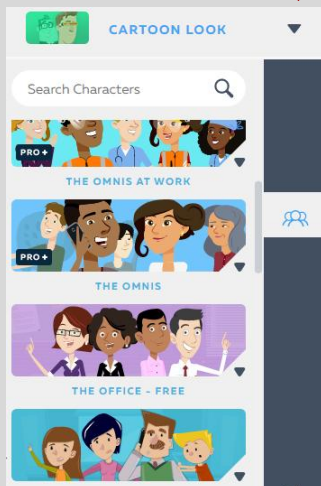 CARTOON LOOK
Search Characters
PRO+
THE OMNIS AT WORK
PRO+
THE OMNIS
THE OFFICE - FREE